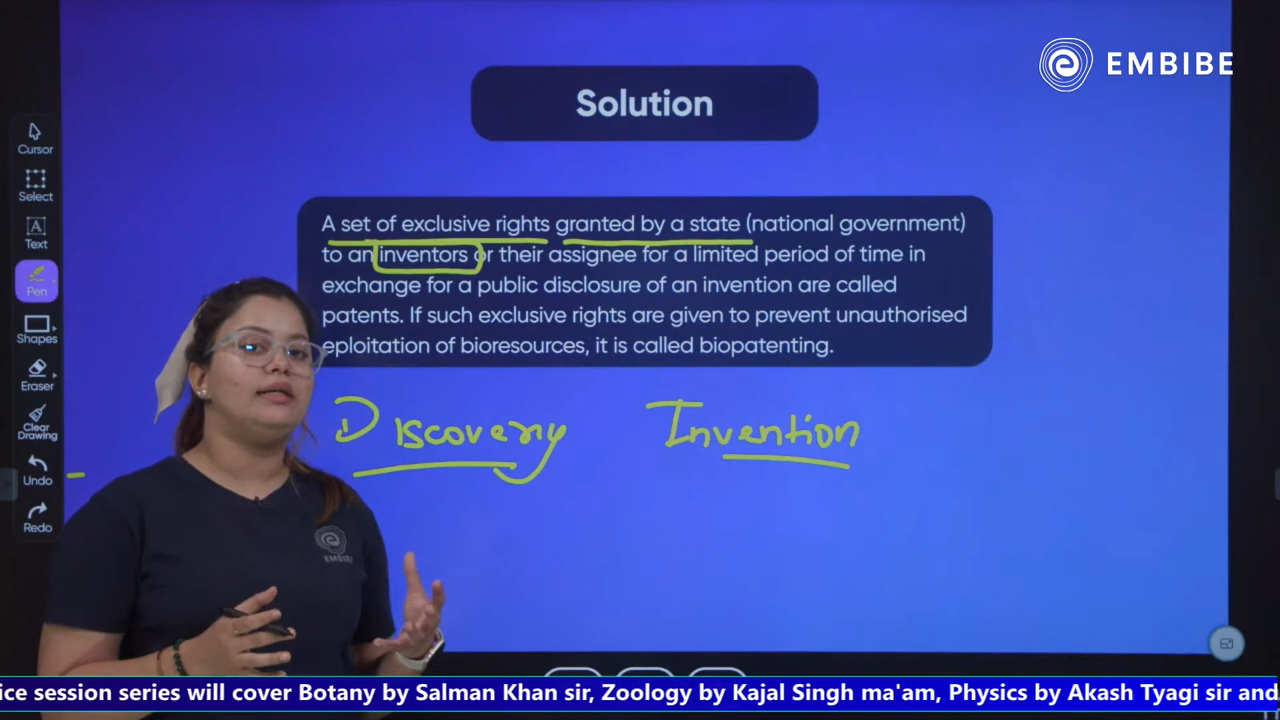 EMBIBE
Solution
Cursor
Select
Text
Pen
Shapes
Eraser
Clear
Drawing
Undo
Redo
A set of exclusive rights granted by a state (national government)
to an inventors or their assignee for a limited period of time in
exchange for a public disclosure of an invention are called
patents. If such exclusive rights are given to prevent unauthorised
eploitation of bioresources, it is called biopatenting.
Discovery Invention
EMBIBE
ice session series will cover Botany by Salman Khan sir, Zoology by Kajal Singh ma'am, Physics by Akash Tyagi sir and